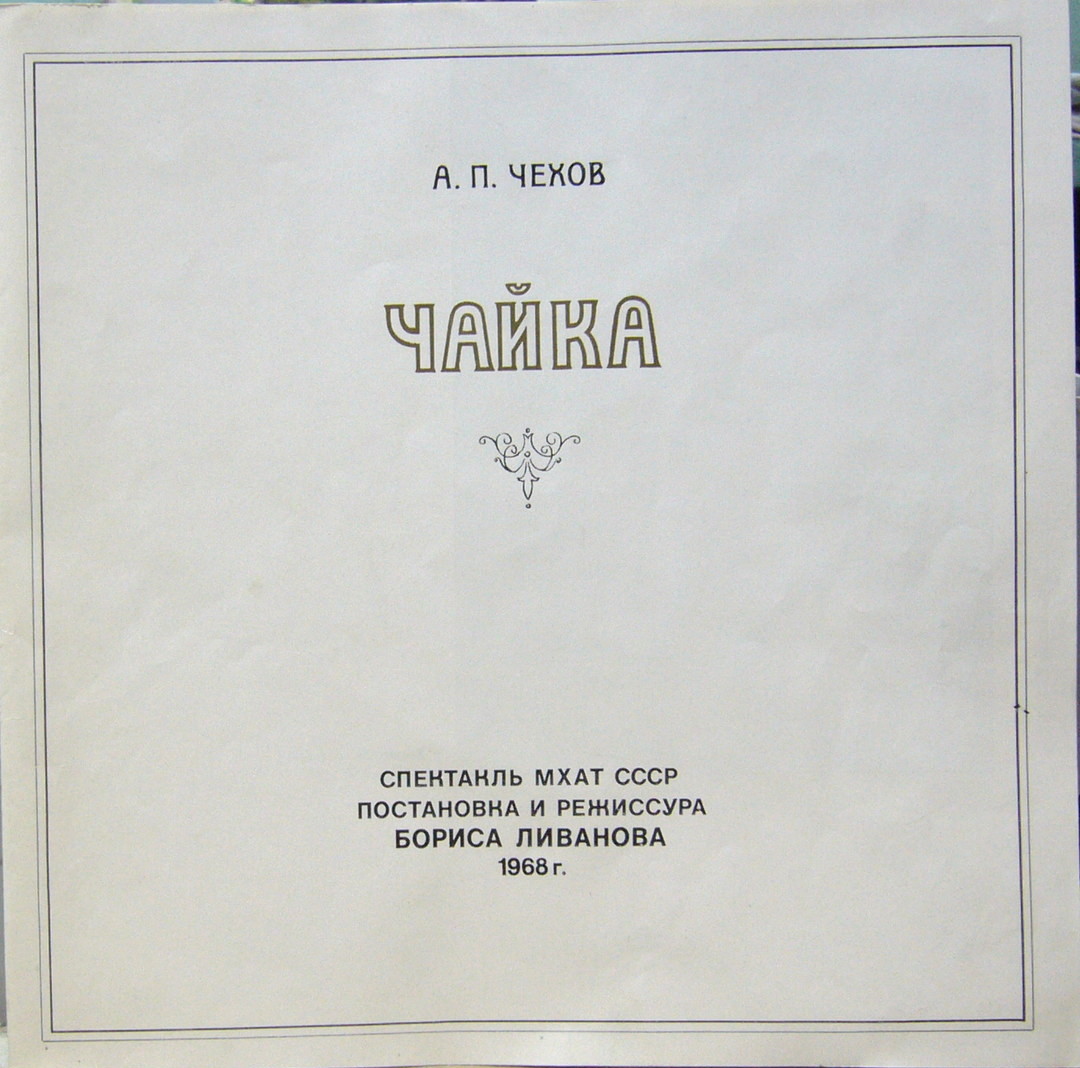 А. П. ЧЕХОВ
ЧАЙКА
СПЕКТАКЛЬ МХАТ СССР
ПОСТАНОВКА И РЕЖИССУРА
БОРИСА ЛИВАНОВА
1968 г.